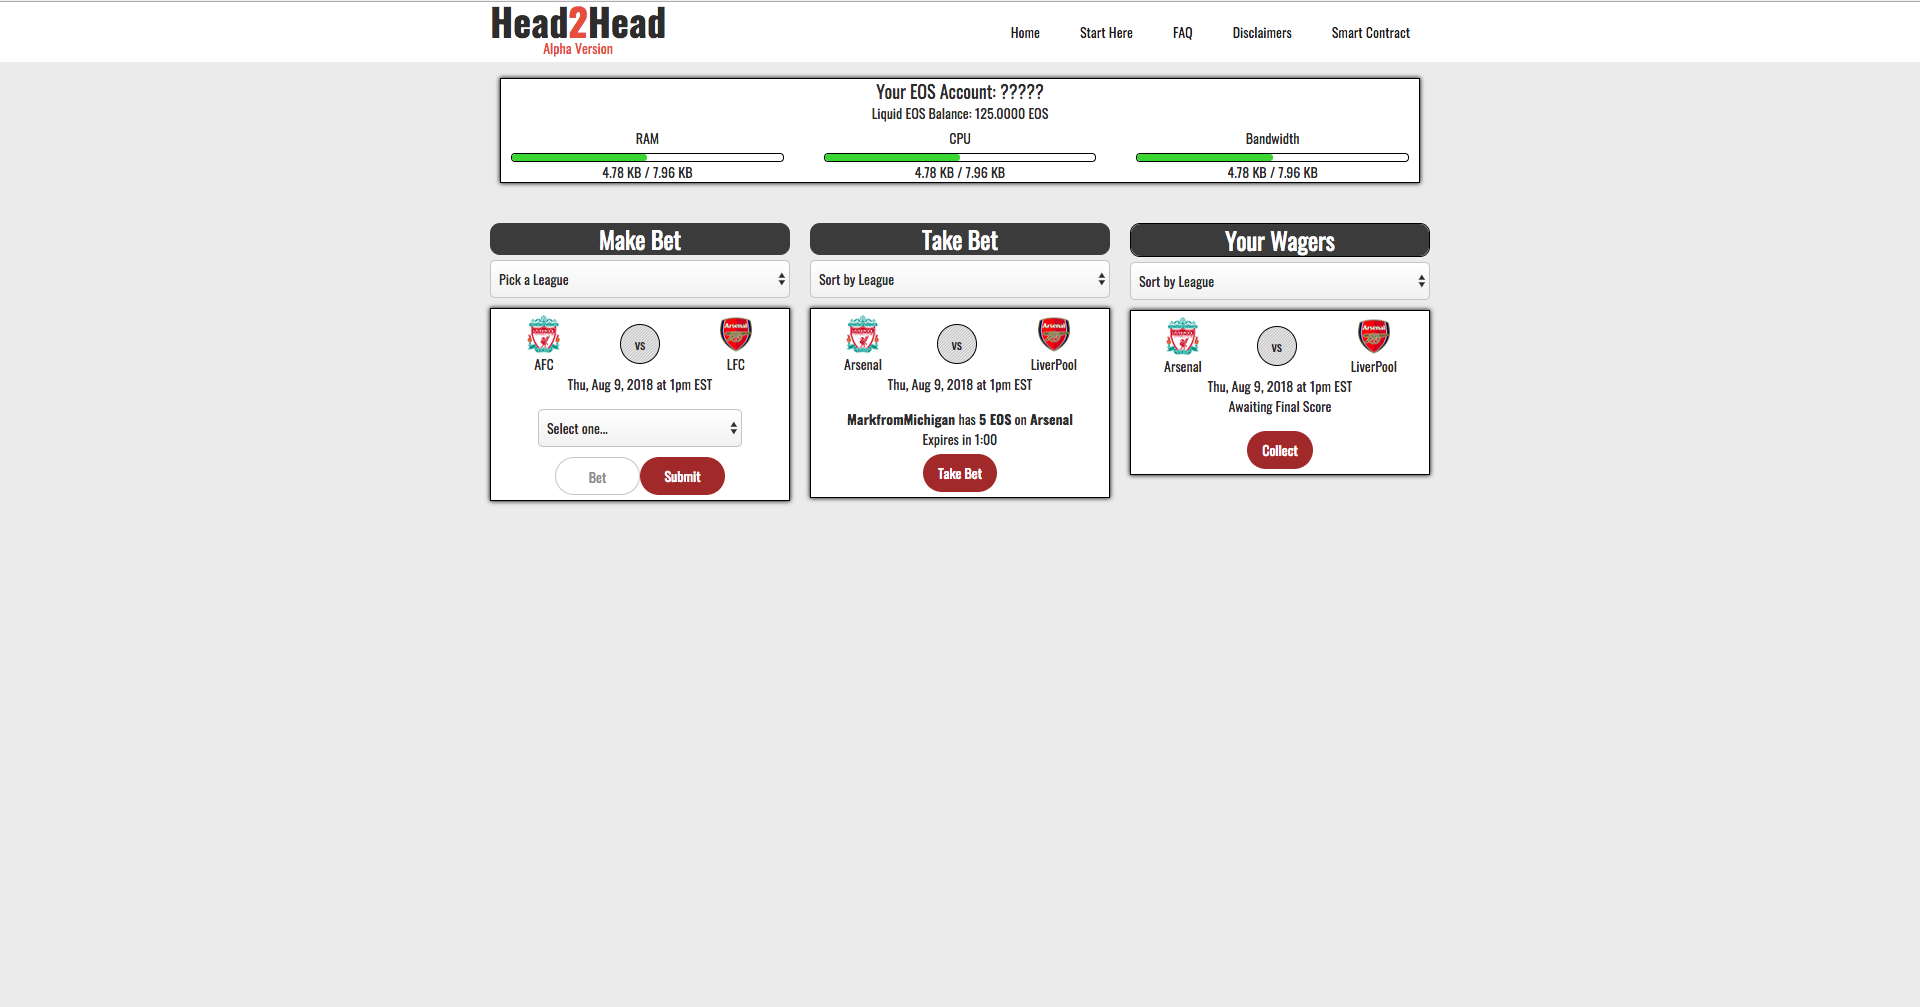 Head2Head
Alpha Version
Home Start Here FAQ Disclaimers Smart Contract
Your EOS Account: ?????
Liquid EOS Balance: 125.0000 EOS
RAM CPU Bandwidth
4.78 KB / 7.96 KB 4.78 KB / 7.96 KB 4.78 KB / 7.96 KB
Make Bet
Pick a League
AFC vs LFC
Thu, Aug 9, 2018 at 1pm EST
Select one...
Bet Submit
Take Bet
Sort by League
Arsenal
Arsenal vs LiverPool
Thu, Aug 9, 2018 at 1pm EST
MarkfromMichigan has 5 EOS on Arsenal
Expires in 1:00
Take Bet
Your Wagers
Sort by League
Arsenal
Arsenal vs LiverPool
Thu, Aug 9, 2018 at 1pm EST
Awaiting Final Score
Collect